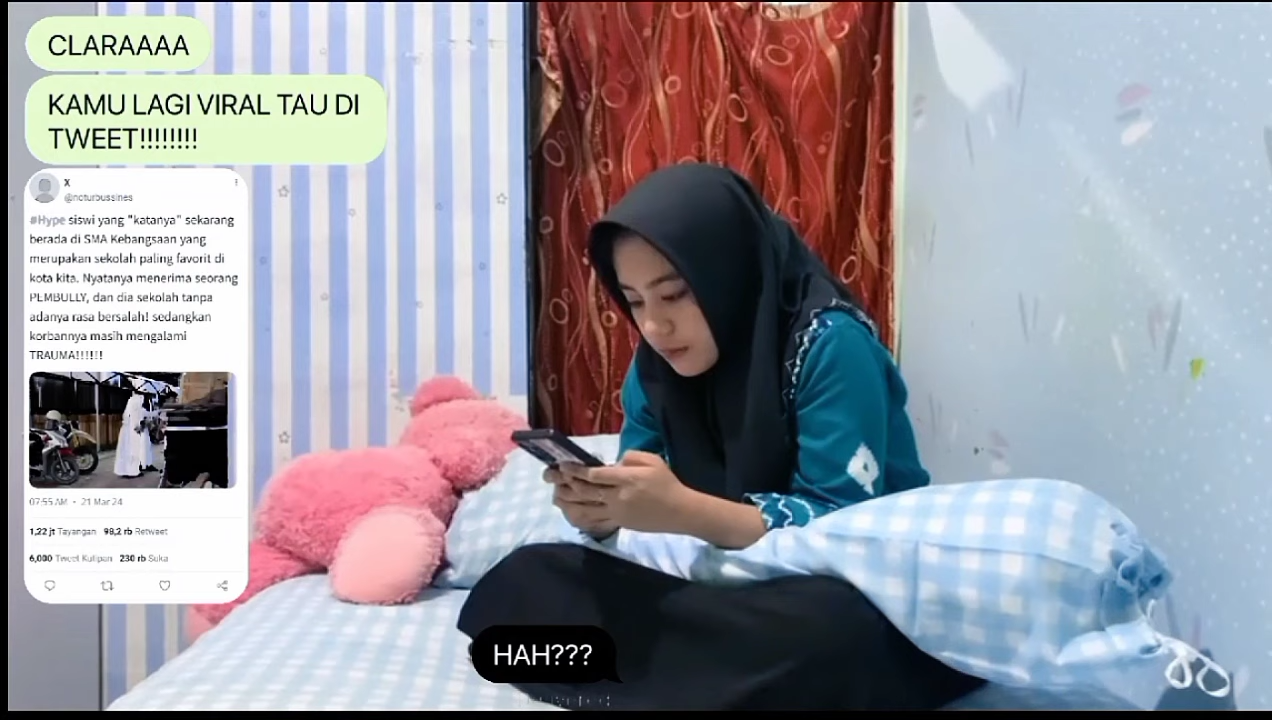 CLARAAAA
KAMU LAGI VIRAL TAU DI
TWEET!!!!!!!!
X
@noturbussines
#Hype siswi yang "katanya" sekarang
berada di SMA Kebangsaan yang
merupakan sekolah paling favorit di
kota kita. Nyatanya menerima seorang
PEMBULLY, dan dia sekolah tanpa
adanya rasa bersalah! sedangkan
korbannya masih mengalami
TRAUMA!!!!!!
07:55 AM · 21 Mar 24
1,22 jt Tayangan 98,2 rb Retweet
6,000 Tweet Kutipan 230 rb Suka
HAH???